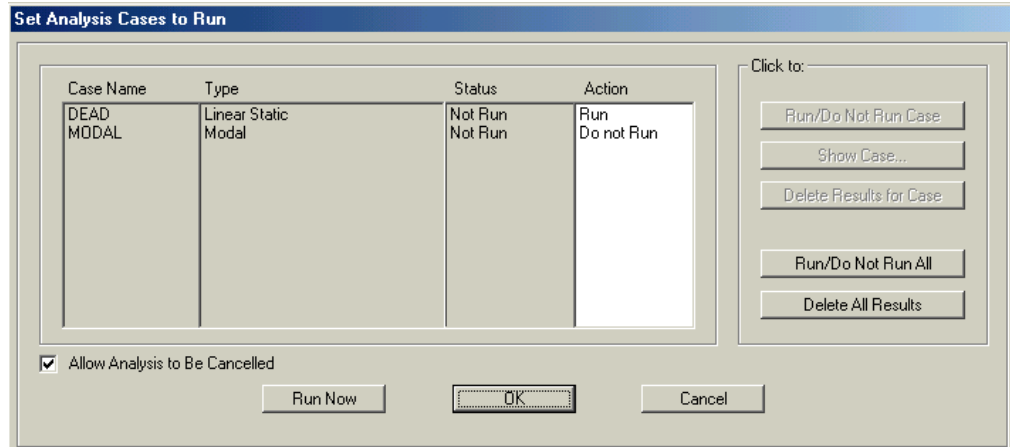 Set Analysis Cases to Run
Case Name Type Status Action
DEAD Linear Static Not Run Run
MODAL Modal Not Run Do not Run
Click to:
Run/Do Not Run Case
Show Case...
Delete Results for Case
Run/Do Not Run All
Delete All Results
Allow Analysis to Be Cancelled
Run Now OK Cancel